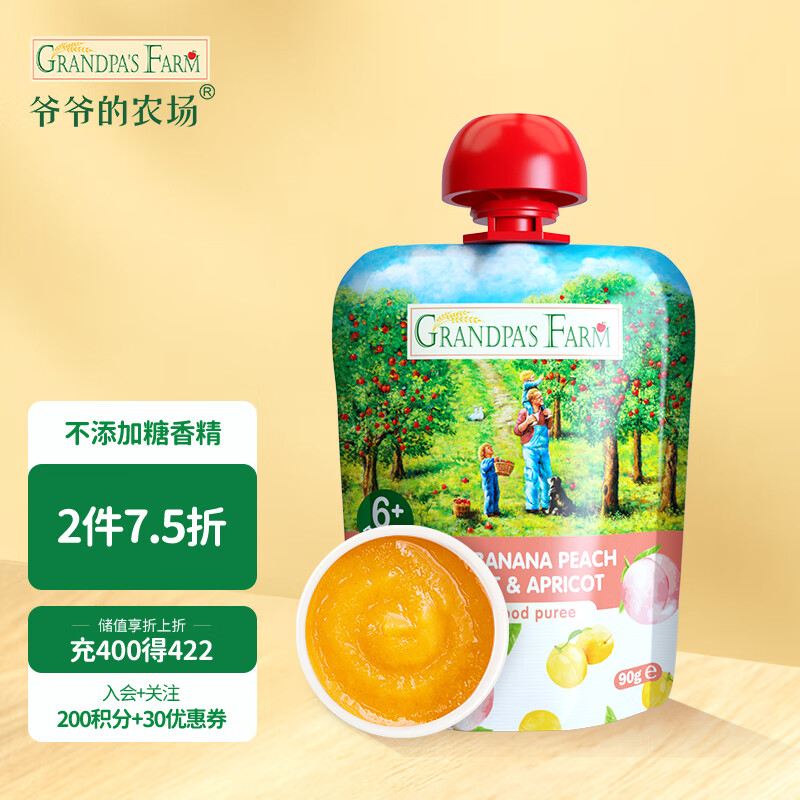 GRANDPA'S FARM
爷爷的农场®
GRANDPA'S FARM
6+
BANANA PEACH
& APRICOT
puree
90g e
不添加糖香精
2件7.5折
储值享折上折
充400得422
入会+关注
200积分+30优惠券